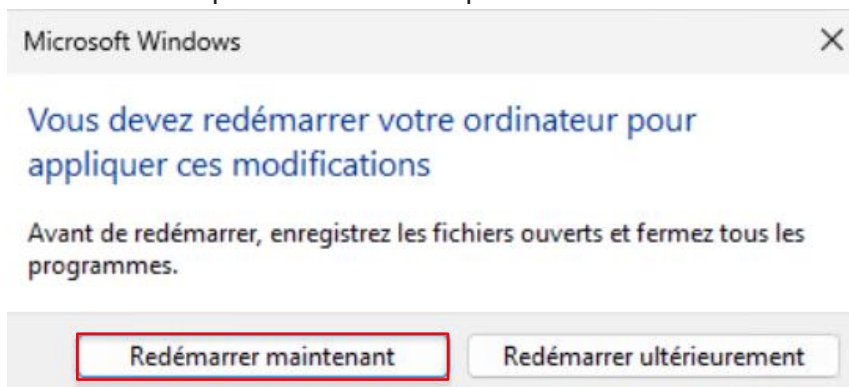 Microsoft Windows
Vous devez redémarrer votre ordinateur pour
appliquer ces modifications
Avant de redémarrer, enregistrez les fichiers ouverts et fermez tous les
programmes.
Redémarrer maintenant
Redémarrer ultérieurement